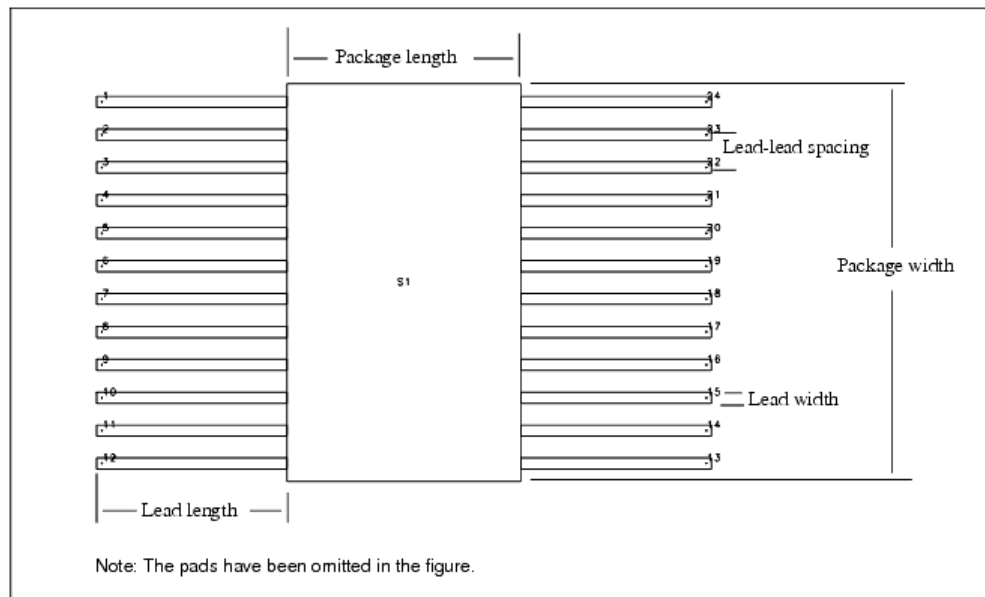 Package length
1 24
2 23
Lead-lead spacing
3 22
4 21
5 20
6 19
Package width
S1
7 18
8 17
9 16
10 15
Lead width
11 14
12 13
Lead length
Note: The pads have been omitted in the figure.